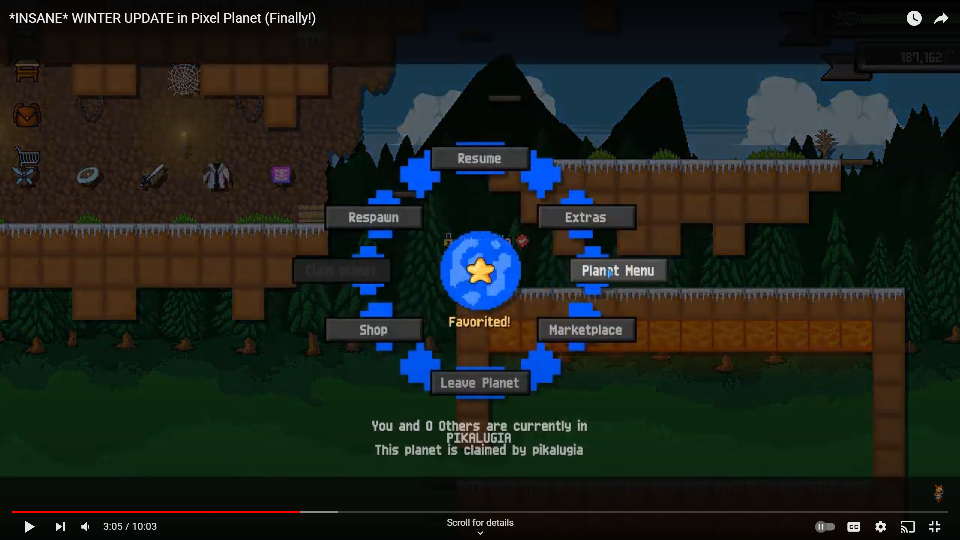 *INSANE* WINTER UPDATE in Pixel Planet (Finally!)
187,162
Resume
Respawn
Extras
Claim Planet
Planet Menu
Favorited!
Shop
Marketplace
Leave Planet
You and 0 Others are currently in
PIKALUGIA
This planet is claimed by pikalugia
3:05 / 10:03
Scroll for details
CC